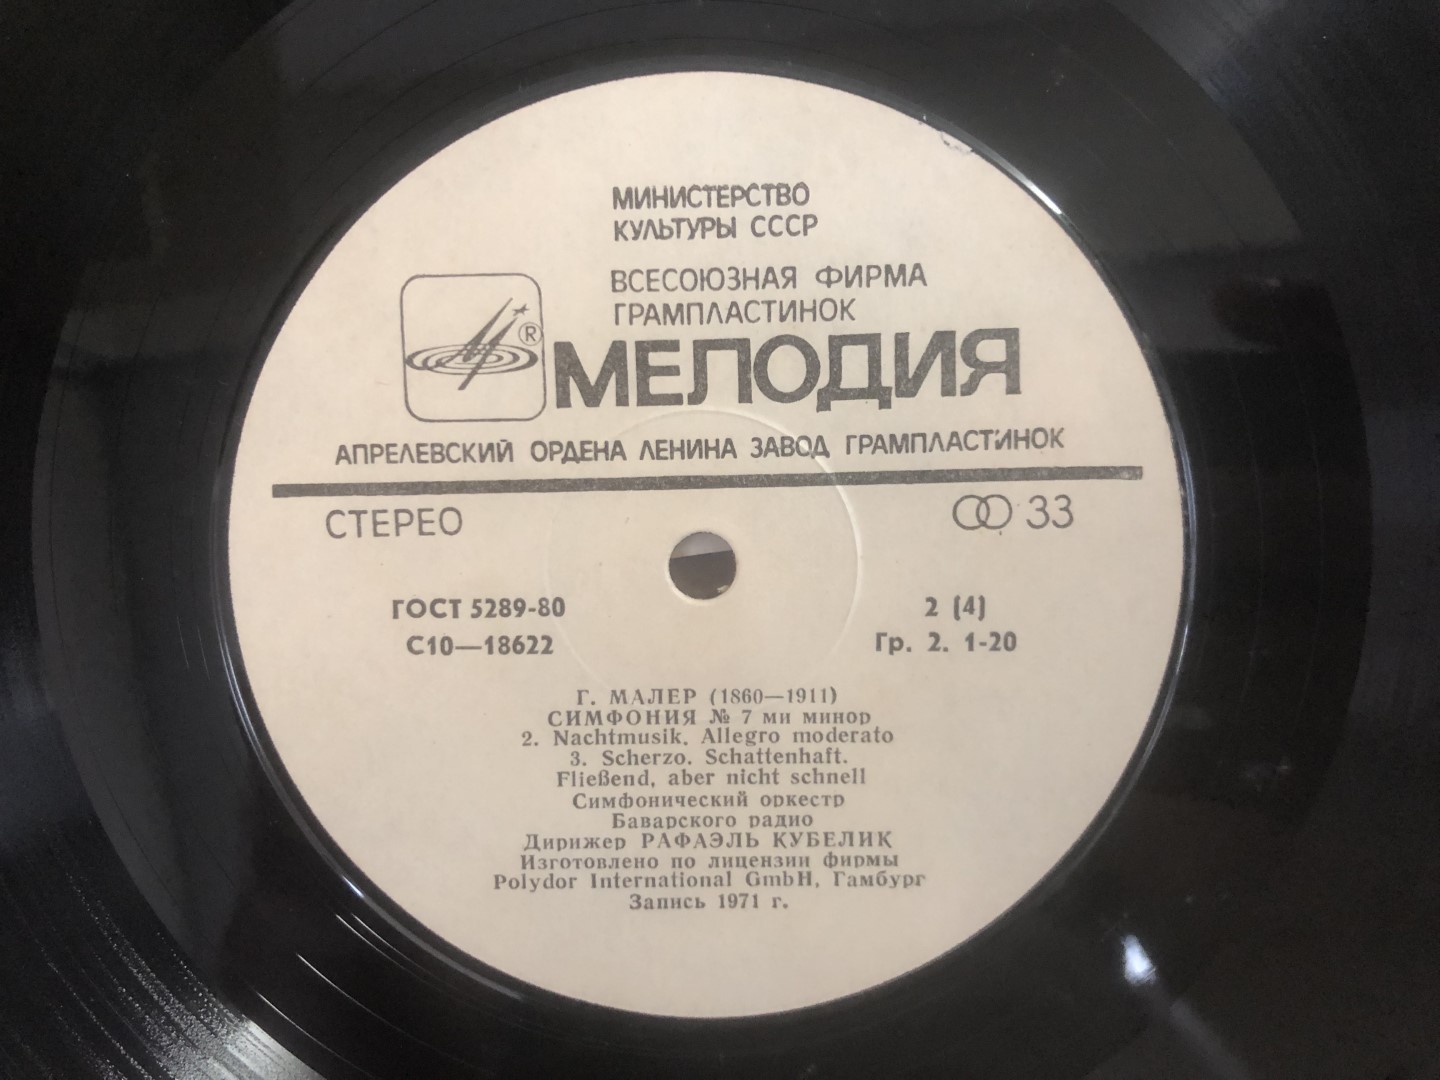 МИНИСТЕРСТВО
КУЛЬТУРЫ СССР
ВСЕСОЮЗНАЯ ФИРМА
ГРАМПЛАСТИНОК
®
МЕЛОДИЯ
АПРЕЛЕВСКИЙ ОРДЕНА ЛЕНИНА ЗАВОД ГРАМПЛАСТИНОК
СТЕРЕО 33
ГОСТ 5289-80 2 (4)
С10—18622 Гр. 2. 1-20
Г. МАЛЕР (1860—1911)
СИМФОНИЯ № 7 ми минор
2. Nachtmusik. Allegro moderato
3. Scherzo. Schattenhaft.
Fließend, aber nicht schnell
Симфонический оркестр
Баварского радио
Дирижер РАФАЭЛЬ КУБЕЛИК
Изготовлено по лицензии фирмы
Polydor International GmbH, Гамбург
Запись 1971 г.